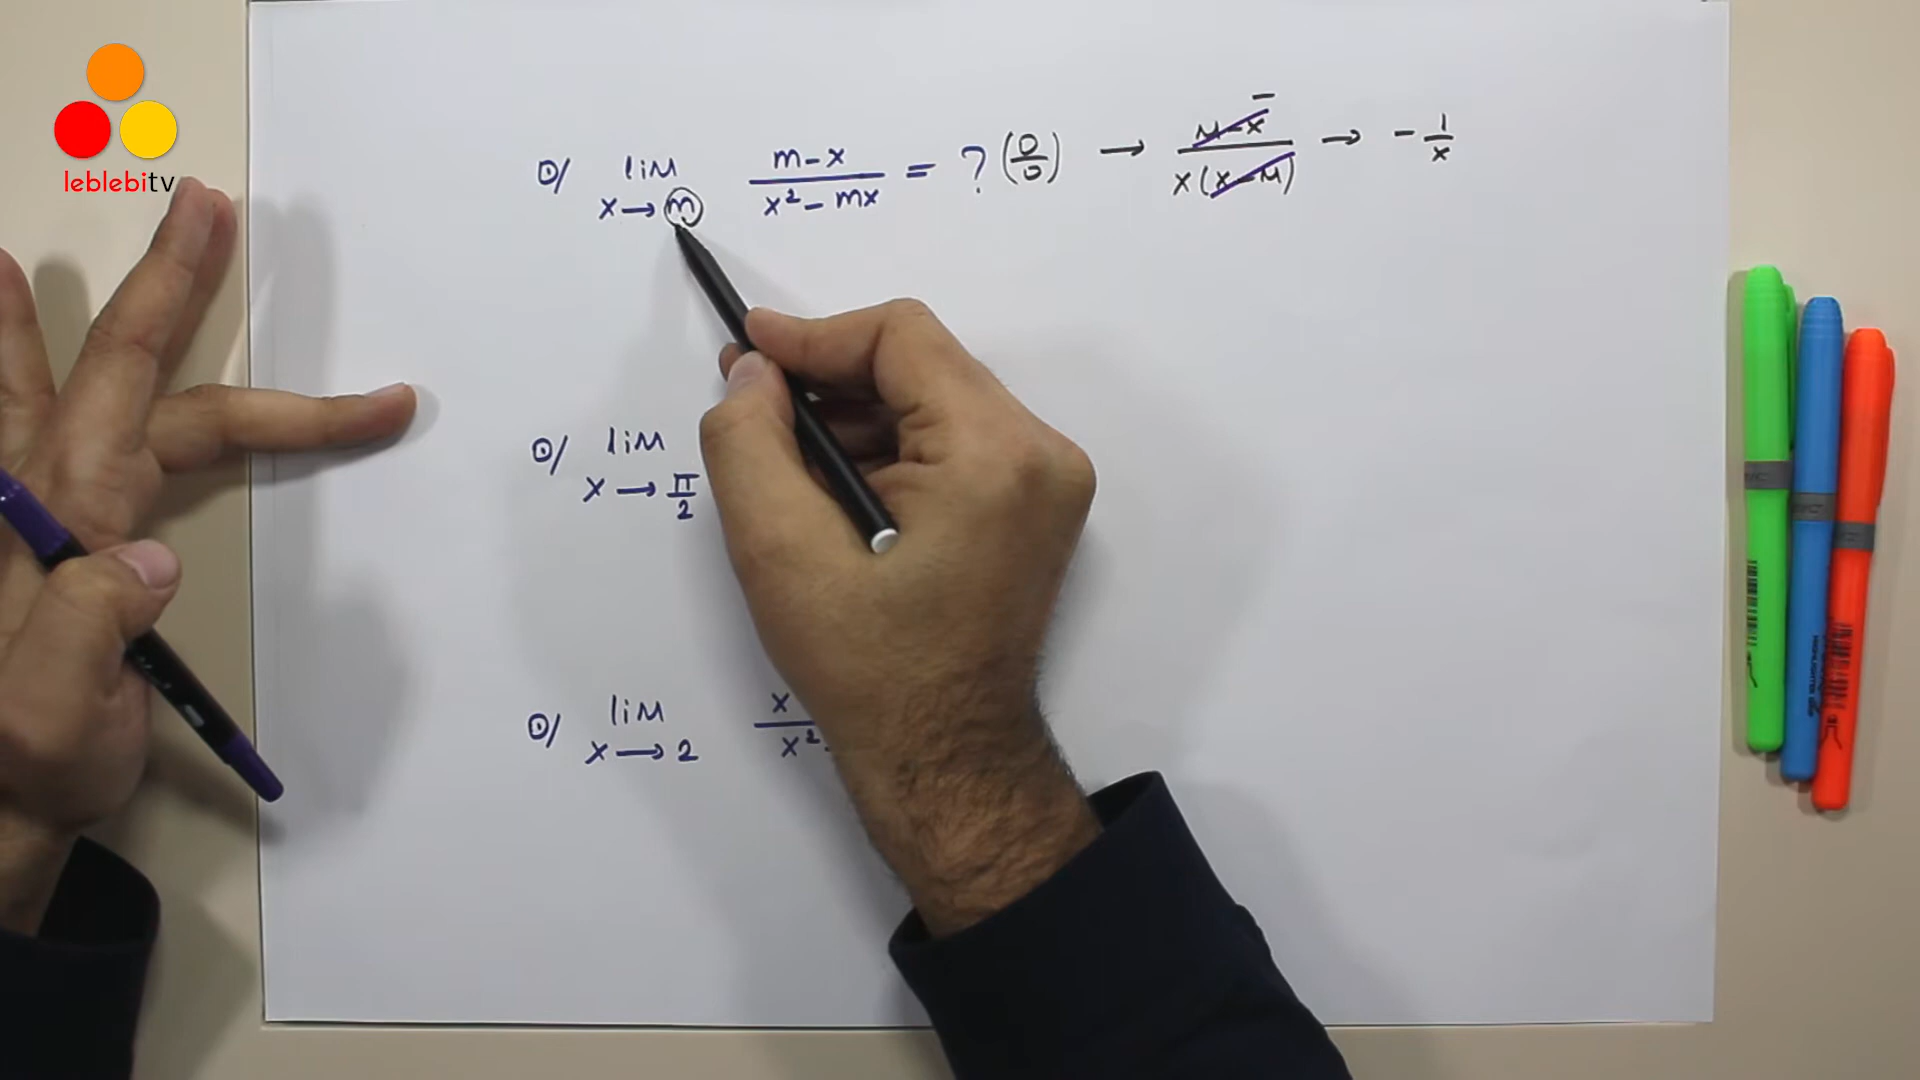 leblebitv
Ö/ lim x→m m-x/x²-mx = ? (0/0) → M-x/x(x-M) → -1/x
Ö/ lim x→π/2
Ö/ lim x→2 x/x²